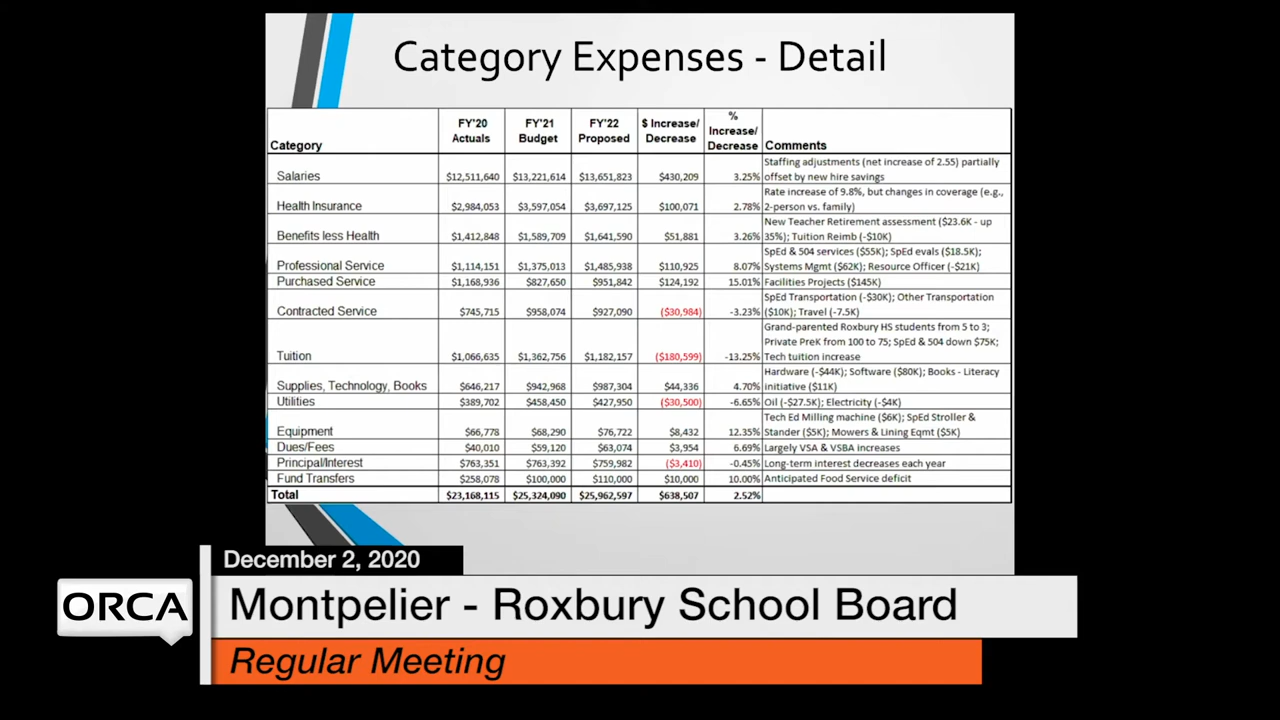 Category Expenses - Detail
Category FY'20 Actuals FY'21 Budget FY'22 Proposed $ Increase/ Decrease % Increase/ Decrease Comments
Salaries $12,511,640 $13,221,614 $13,651,823 $430,209 3.25% Staffing adjustments (net increase of 2.55) partially offset by new hire savings
Health Insurance $2,984,053 $3,597,054 $3,697,125 $100,071 2.78% Rate increase of 9.8%, but changes in coverage (e.g., 2-person vs. family)
Benefits less Health $1,412,848 $1,589,709 $1,641,590 $51,881 3.26% New Teacher Retirement assessment ($23.6K - up 35%); Tuition Reimb (-$10K)
Professional Service $1,114,151 $1,375,013 $1,485,938 $110,925 8.07% SpEd & 504 services ($55K); SpEd evals ($18.5K); Systems Mgmt ($62K); Resource Officer (-$21K)
Purchased Service $1,168,936 $827,650 $951,842 $124,192 15.01% Facilities Projects ($145K)
Contracted Service $745,715 $958,074 $927,090 ($30,984) -3.23% SpEd Transportation (-$30K); Other Transportation ($10K); Travel (-7.5K)
Tuition $1,066,635 $1,362,756 $1,182,157 ($180,599) -13.25% Grand-parented Roxbury HS students from 5 to 3; Private PreK from 100 to 75; SpEd & 504 down $75K; Tech tuition increase
Supplies, Technology, Books $646,217 $942,968 $987,304 $44,336 4.70% Hardware (-$44K); Software ($80K); Books - Literacy initiative ($11K)
Utilities $389,702 $458,450 $427,950 ($30,500) -6.65% Oil (-$27.5K); Electricity (-$4K)
Equipment $66,778 $68,290 $76,722 $8,432 12.35% Tech Ed Milling machine ($6K); SpEd Stroller & Stander ($5K); Mowers & Lining Eqmt ($5K)
Dues/Fees $40,010 $59,120 $63,074 $3,954 6.69% Largely VSA & VSBA increases
Principal/Interest $763,351 $763,392 $759,982 ($3,410) -0.45% Long-term interest decreases each year
Fund Transfers $258,078 $100,000 $110,000 $10,000 10.00% Anticipated Food Service deficit
Total $23,168,115 $25,324,090 $25,962,597 $638,507 2.52%
December 2, 2020
ORCA
Montpelier - Roxbury School Board
Regular Meeting